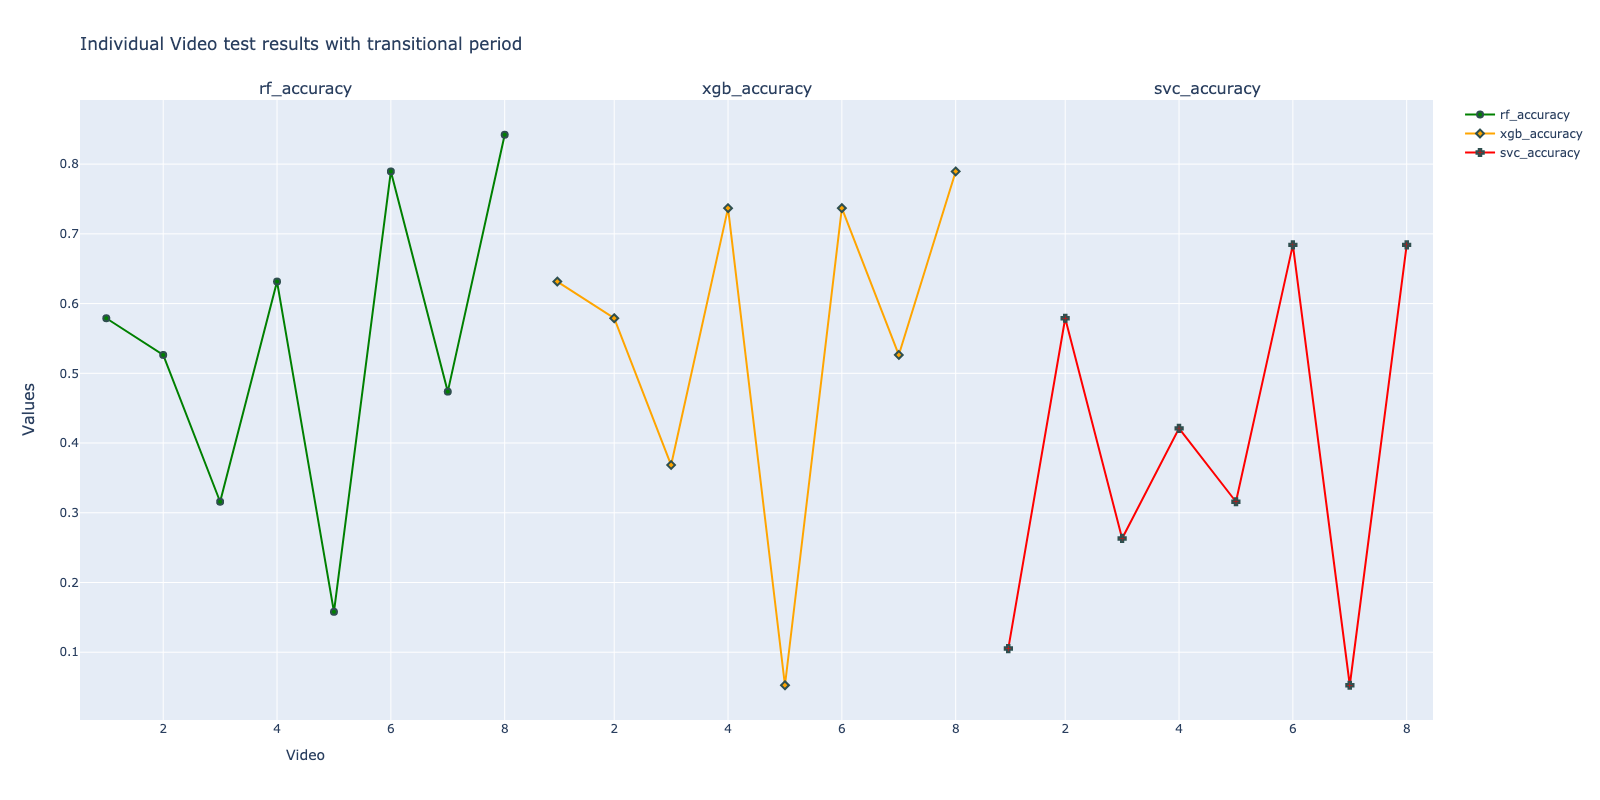 Individual Video test results with transitional period
rf_accuracy
xgb_accuracy
svc_accuracy
rf_accuracy
xgb_accuracy
svc_accuracy
Values
0.8
0.7
0.6
0.5
0.4
0.3
0.2
0.1
2 4 6 8 2 4 6 8 2 4 6 8
Video